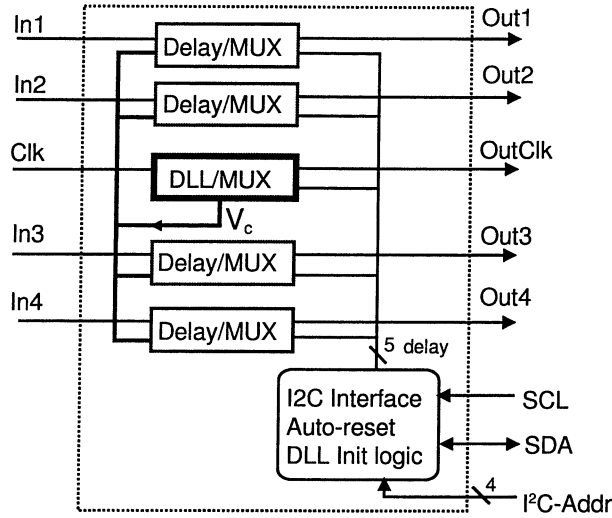 In1
Delay/MUX
Out1
In2
Delay/MUX
Out2
Clk
DLL/MUX
OutClk
Vc
In3
Delay/MUX
Out3
In4
Delay/MUX
Out4
5 delay
I2C Interface
Auto-reset
DLL Init logic
SCL
SDA
4
I²C-Addr